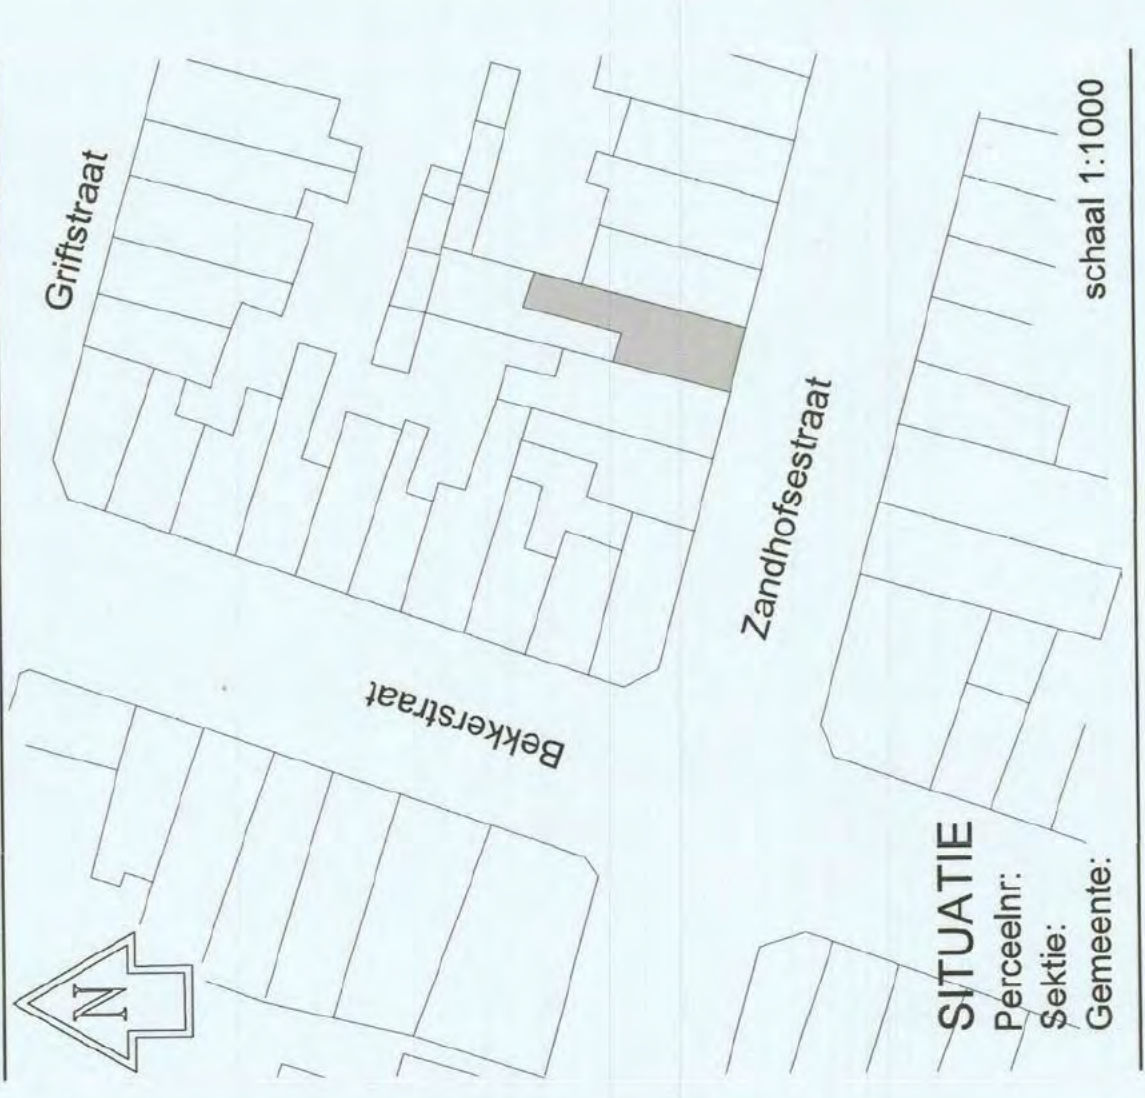 Griftstraat
Bekkerstraat
Zandhofsestraat
N
SITUATIE
Perceelnr:
Sektie:
Gemeente:
schaal 1:1000